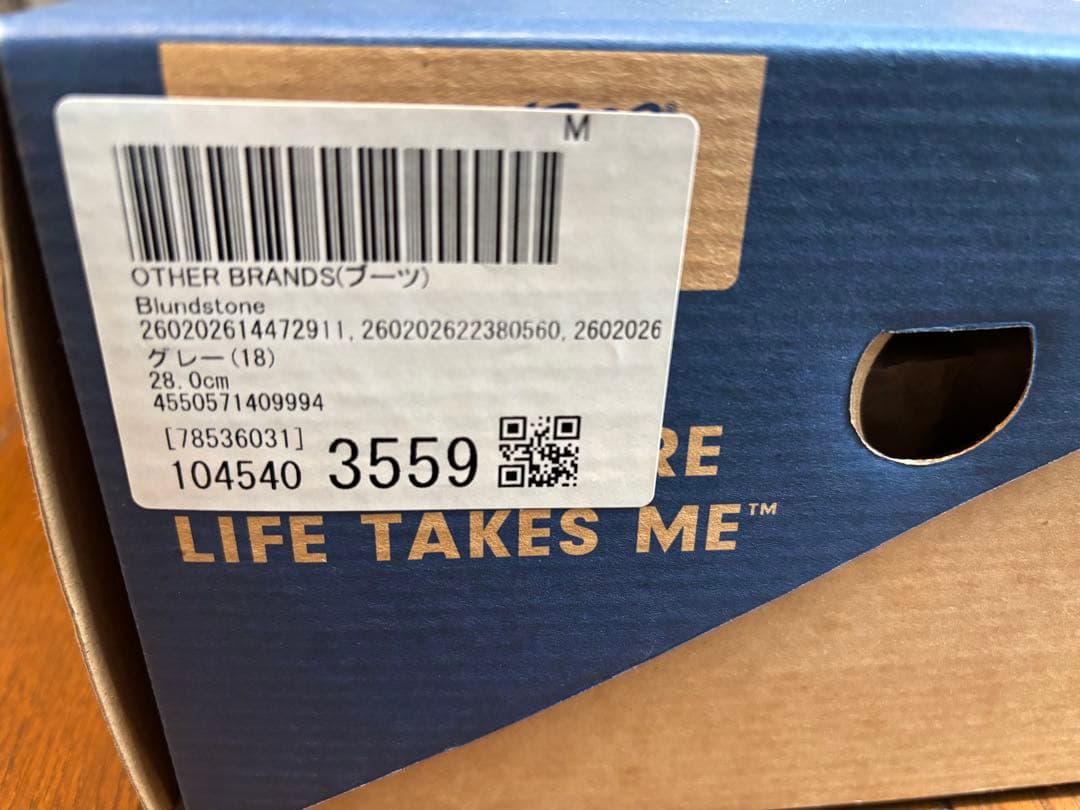 M
OTHER BRANDS(ブーツ)
Blundstone
260202614472911, 260202622380560, 2602026
グレー(18)
28.0cm
4550571409994
[78536031]
104540 3559
RE
LIFE TAKES ME™